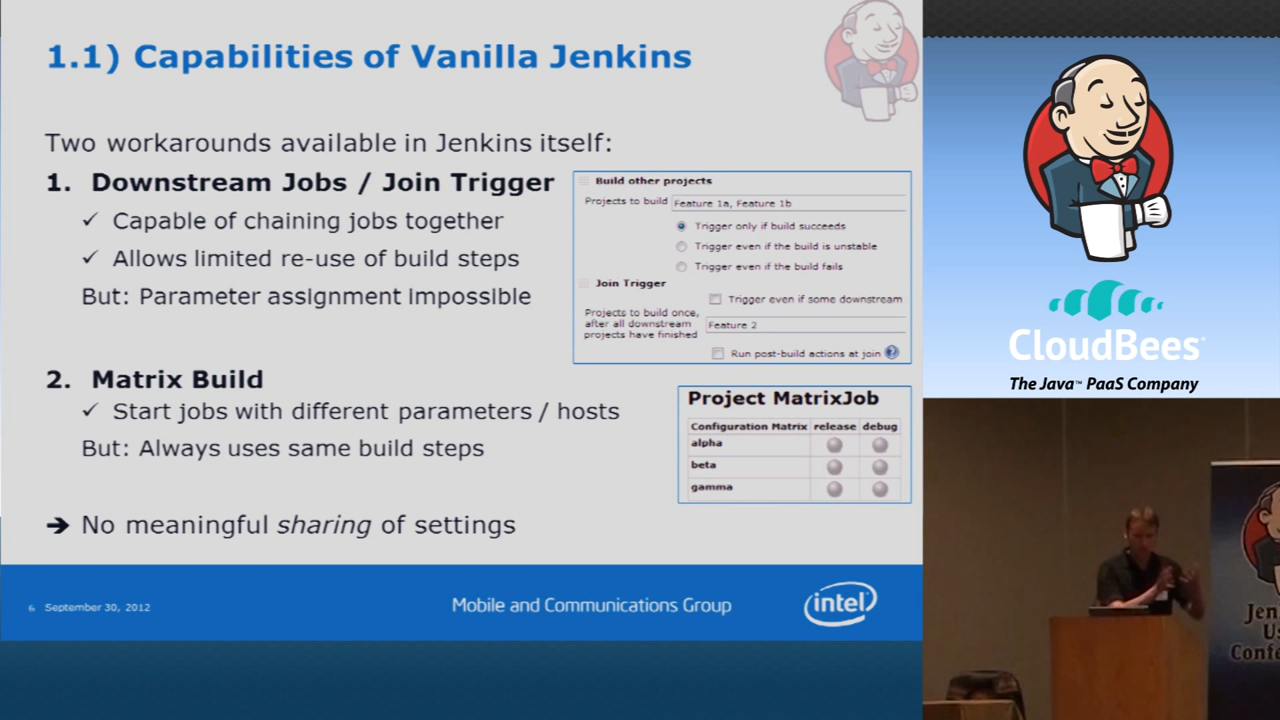 1.1) Capabilities of Vanilla Jenkins
Two workarounds available in Jenkins itself:
1. Downstream Jobs / Join Trigger
✓ Capable of chaining jobs together
✓ Allows limited re-use of build steps
But: Parameter assignment impossible
Build other projects
Projects to build Feature 1a, Feature 1b
Trigger only if build succeeds
Trigger even if the build is unstable
Trigger even if the build fails
Join Trigger
Trigger even if some downstream
Projects to build once,
after all downstream
projects have finished
Feature 2
Run post-build actions at join
2. Matrix Build
✓ Start jobs with different parameters / hosts
But: Always uses same build steps
Project MatrixJob
Configuration Matrix release debug
alpha
beta
gamma
➔ No meaningful sharing of settings
6 September 30, 2012
Mobile and Communications Group
intel
CloudBees
The Java™ PaaS Company
Jen
Us
Confe